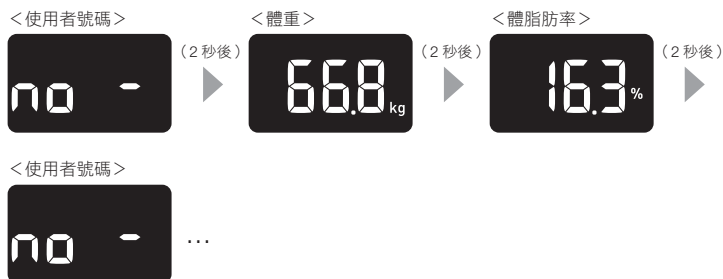 <使用者號碼> <體重> <體脂肪率>
no - (2秒後) 66.8 kg (2秒後) 16.3 % (2秒後)
<使用者號碼>
no - ...